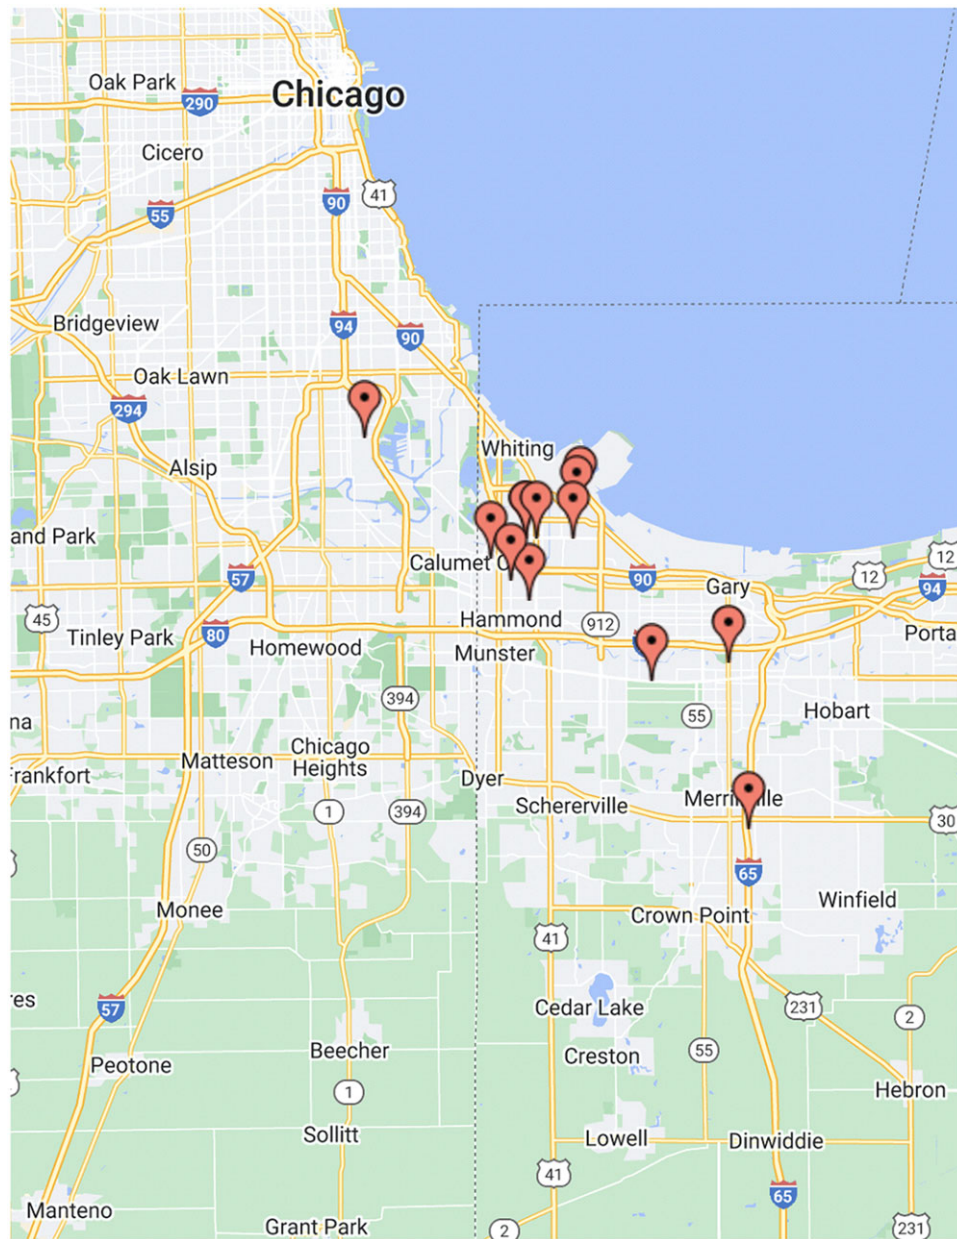 Oak Park
290
Chicago
Cicero
90
41
55
Bridgeview
94
90
Oak Lawn
294
Whiting
Alsip
and Park
Calumet C
57
90
12
12
94
Gary
45
Tinley Park
80
Homewood
Hammond
912
Munster
Porta
394
55
Hobart
na
Chicago
Heights
Matteson
Frankfort
Dyer
Schererville
Merrillville
1
394
30
50
65
Monee
Winfield
Crown Point
41
res
57
Cedar Lake
231
2
Beecher
Creston
55
Peotone
1
Hebron
Sollitt
Lowell
Dinwiddie
41
65
Manteno
Grant Park
2
231